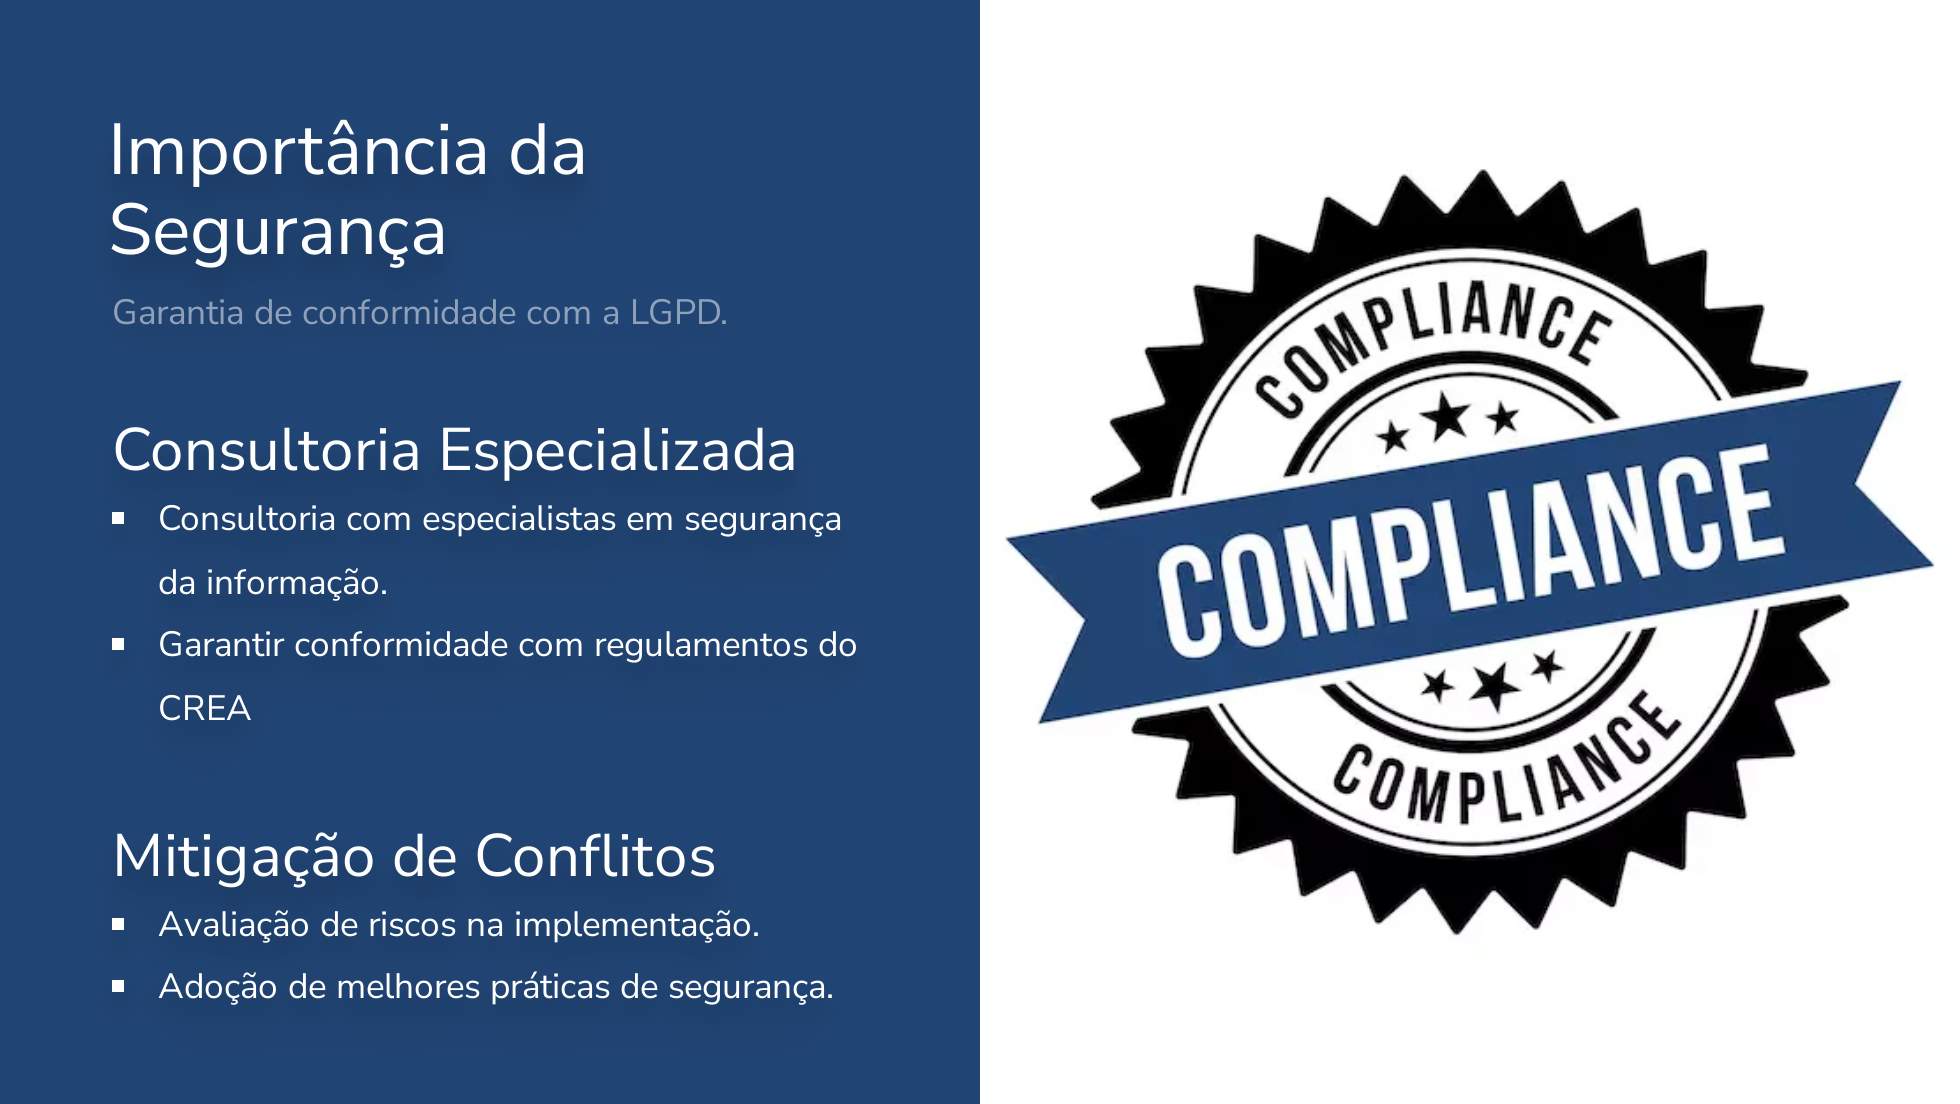 Importância da
Segurança
Garantia de conformidade com a LGPD.
Consultoria Especializada
Consultoria com especialistas em segurança
da informação.
Garantir conformidade com regulamentos do
CREA
Mitigação de Conflitos
Avaliação de riscos na implementação.
Adoção de melhores práticas de segurança.
COMPLIANCE
COMPLIANCE
COMPLIANCE